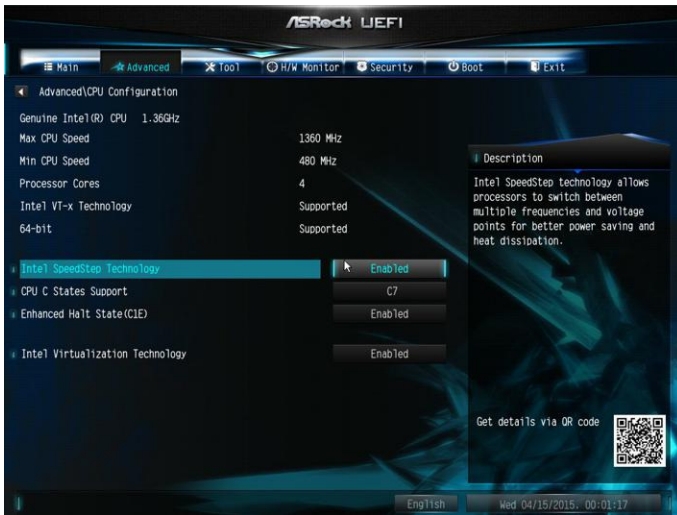 ASRock UEFI
Main Advanced Tool H/W Monitor Security Boot Exit
Advanced\CPU Configuration
Genuine Intel(R) CPU 1.36GHz
Max CPU Speed 1360 MHz
Min CPU Speed 480 MHz
Processor Cores 4
Intel VT-x Technology Supported
64-bit Supported
Intel SpeedStep Technology Enabled
CPU C States Support C7
Enhanced Halt State(C1E) Enabled
Intel Virtualization Technology Enabled
Description
Intel SpeedStep technology allows
processors to switch between
multiple frequencies and voltage
points for better power saving and
heat dissipation.
Get details via QR code
English Wed 04/15/2015. 00:01:17